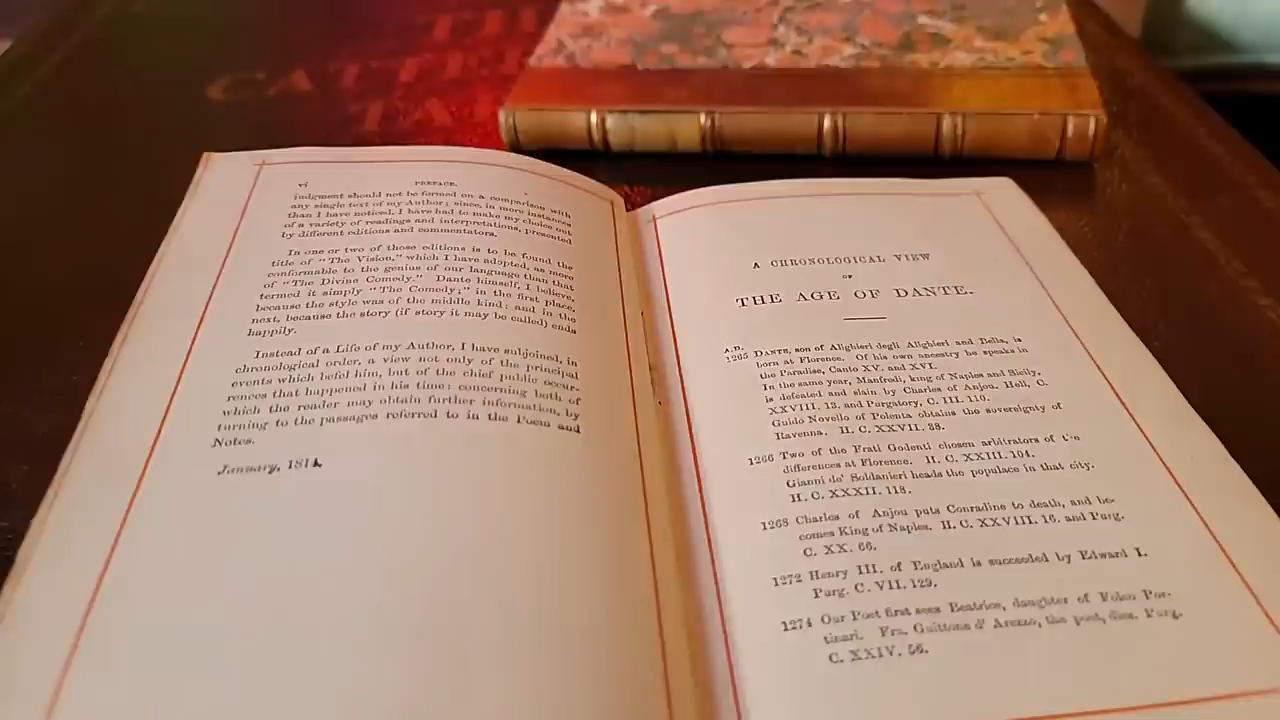 vi PREFACE.
judgment should not be formed on a comparison with
any single text of my Author; since, in more instances
than I have noticed, I have had to make my choice out
of a variety of readings and interpretations, presented
by different editions and commentators.
In one or two of those editions is to be found the
title of "The Vision," which I have adopted, as more
conformable to the genius of our language than that
of "The Divine Comedy." Dante himself, I believe,
termed it simply "The Comedy;" in the first place,
because the style was of the middle kind: and in the
next, because the story (if story it may be called) ends
happily.
Instead of a Life of my Author, I have subjoined, in
chronological order, a view not only of the principal
events which befel him, but of the chief public occur-
rences that happened in his time: concerning both of
which the reader may obtain further information, by
turning to the passages referred to in the Poem and
Notes.
January, 1814.
A CHRONOLOGICAL VIEW
OF
THE AGE OF DANTE.
A.D.
1265 DANTE, son of Alighieri degli Alighieri and Bella, is
born at Florence. Of his own ancestry he speaks in
the Paradise, Canto XV. and XVI.
In the same year, Manfredi, king of Naples and Sicily,
is defeated and slain by Charles of Anjou. Hell, C.
XXVIII. 13. and Purgatory, C. III. 110.
Guido Novello of Polenta obtains the sovereignty of
Ravenna. H. C. XXVII. 38.
1266 Two of the Frati Godenti chosen arbitrators of the
differences at Florence. H. C. XXIII. 104.
Gianni de' Soldanieri heads the populace in that city.
H. C. XXXII. 118.
1268 Charles of Anjou puts Conradine to death, and be-
comes King of Naples. H. C. XXVIII. 16. and Purg.
C. XX. 66.
1272 Henry III. of England is succeeded by Edward I.
Purg. C. VII. 129.
1274 Our Poet first sees Beatrice, daughter of Folco Por-
tinari. Fra. Guittone d' Arezzo, the poet, dies. Purg.
C. XXIV. 56.